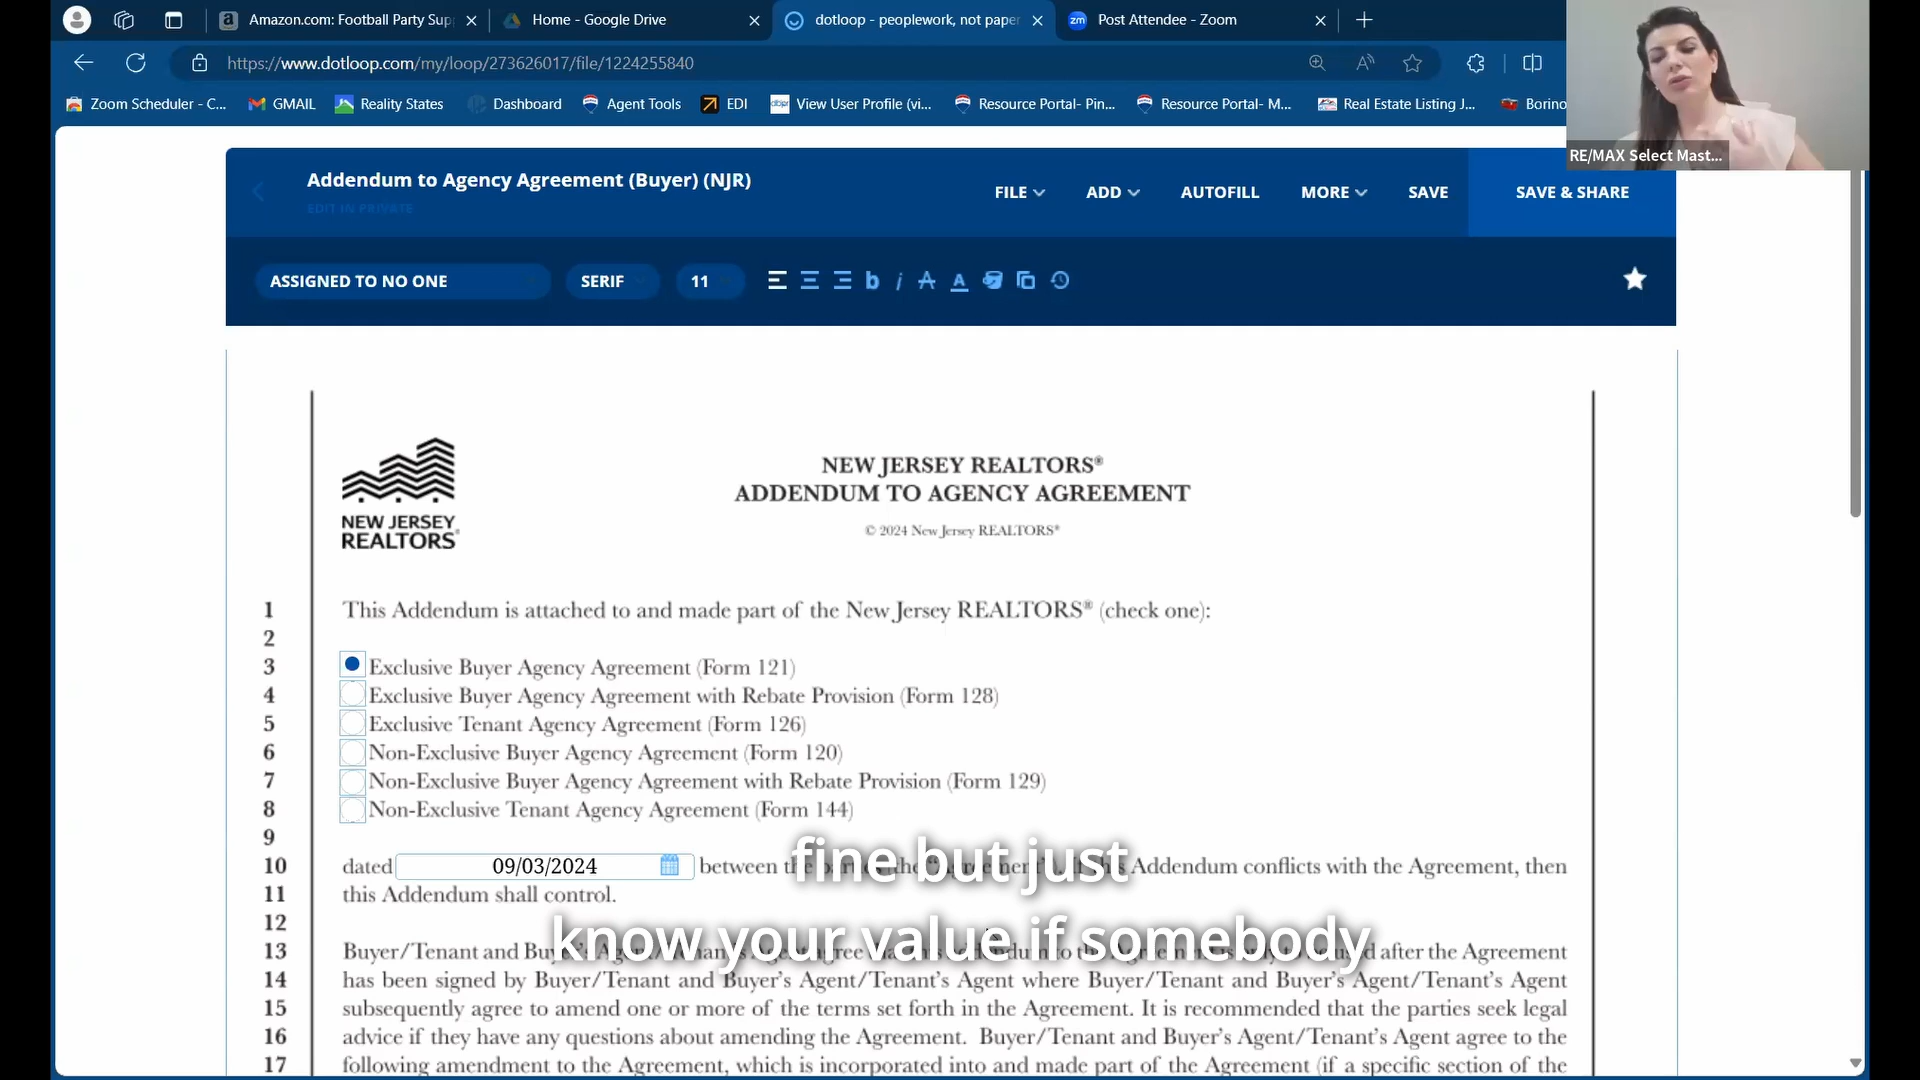 Amazon.com: Football Party Sup
Home - Google Drive
dotloop - peoplework, not paper
zm Post Attendee - Zoom
https://www.dotloop.com/my/loop/273626017/file/1224255840
Zoom Scheduler - C...
GMAIL
Reality States
Dashboard
Agent Tools
EDI
View User Profile (vi...
Resource Portal- Pin...
Resource Portal- M...
Real Estate Listing J...
Borino
RE/MAX Select Mast...
Addendum to Agency Agreement (Buyer) (NJR)
EDIT IN PRIVATE
FILE
ADD
AUTOFILL
MORE
SAVE
SAVE & SHARE
ASSIGNED TO NO ONE
SERIF
11
NEW JERSEY
REALTORS®
NEW JERSEY REALTORS®
ADDENDUM TO AGENCY AGREEMENT
© 2024 New Jersey REALTORS®
1 This Addendum is attached to and made part of the New Jersey REALTORS® (check one):
2
3 Exclusive Buyer Agency Agreement (Form 121)
4 Exclusive Buyer Agency Agreement with Rebate Provision (Form 128)
5 Exclusive Tenant Agency Agreement (Form 126)
6 Non-Exclusive Buyer Agency Agreement (Form 120)
7 Non-Exclusive Buyer Agency Agreement with Rebate Provision (Form 129)
8 Non-Exclusive Tenant Agency Agreement (Form 144)
9
10 dated 09/03/2024 between the Addendum conflicts with the Agreement, then
11 this Addendum shall control.
12
fine but just
know your value if somebody
13 Buyer/Tenant and after the Agreement
14 has been signed by Buyer/Tenant and Buyer's Agent/Tenant's Agent where Buyer/Tenant and Buyer's Agent/Tenant's Agent
15 subsequently agree to amend one or more of the terms set forth in the Agreement. It is recommended that the parties seek legal
16 advice if they have any questions about amending the Agreement. Buyer/Tenant and Buyer's Agent/Tenant's Agent agree to the
17 following amendment to the Agreement, which is incorporated into and made part of the Agreement (if a specific section of the